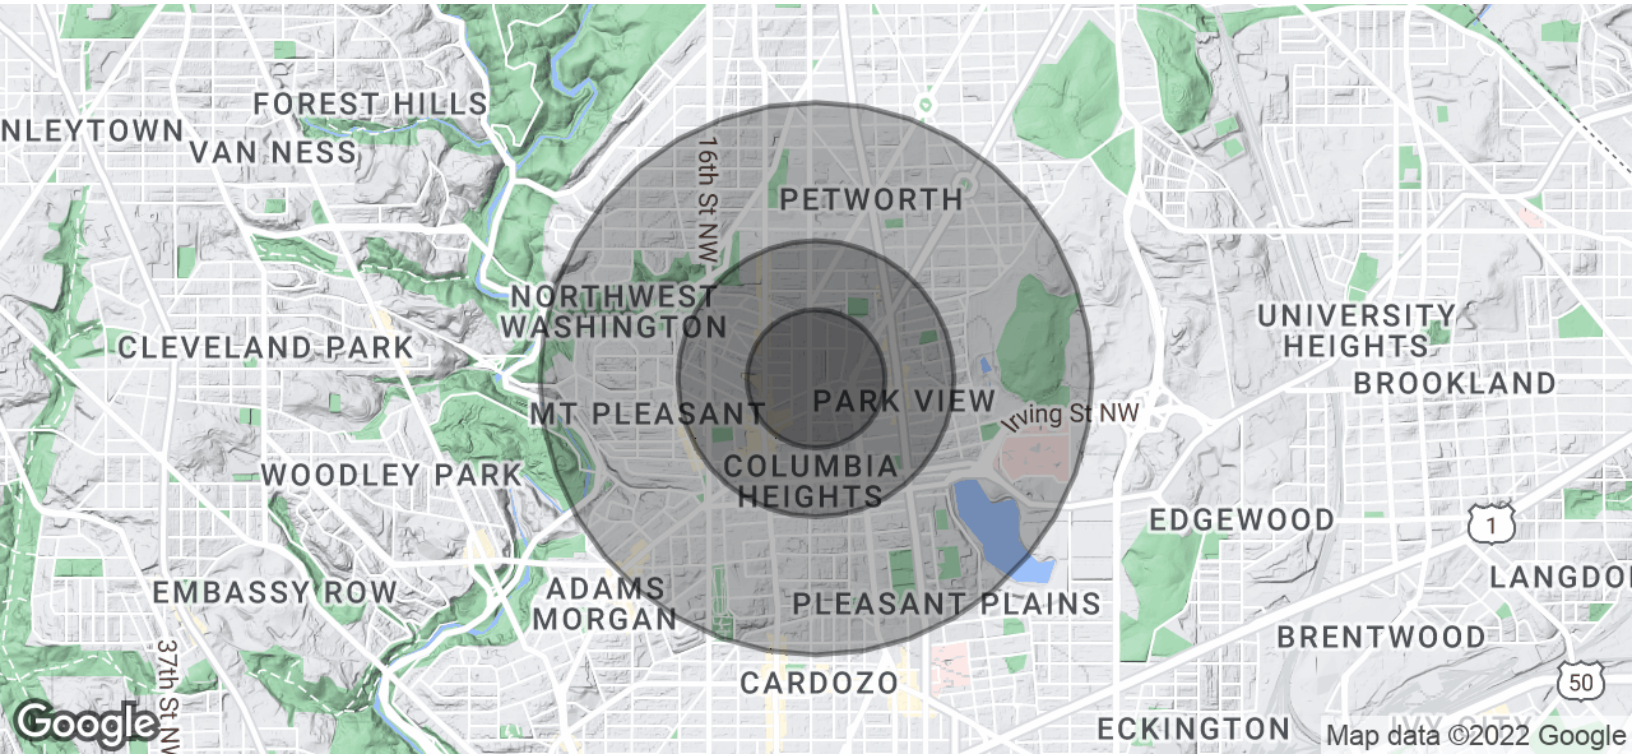 FOREST HILLS
NLEYTOWN
VAN NESS
16th St NW
PETWORTH
NORTHWEST
WASHINGTON
UNIVERSITY
HEIGHTS
CLEVELAND PARK
BROOKLAND
PARK VIEW
MT PLEASANT
Irving St NW
COLUMBIA
HEIGHTS
WOODLEY PARK
EDGEWOOD
1
LANGDO
EMBASSY ROW
ADAMS
MORGAN
PLEASANT PLAINS
BRENTWOOD
37th St NW
CARDOZO
50
Google
ECKINGTON
IVY CITY
Map data ©2022 Google